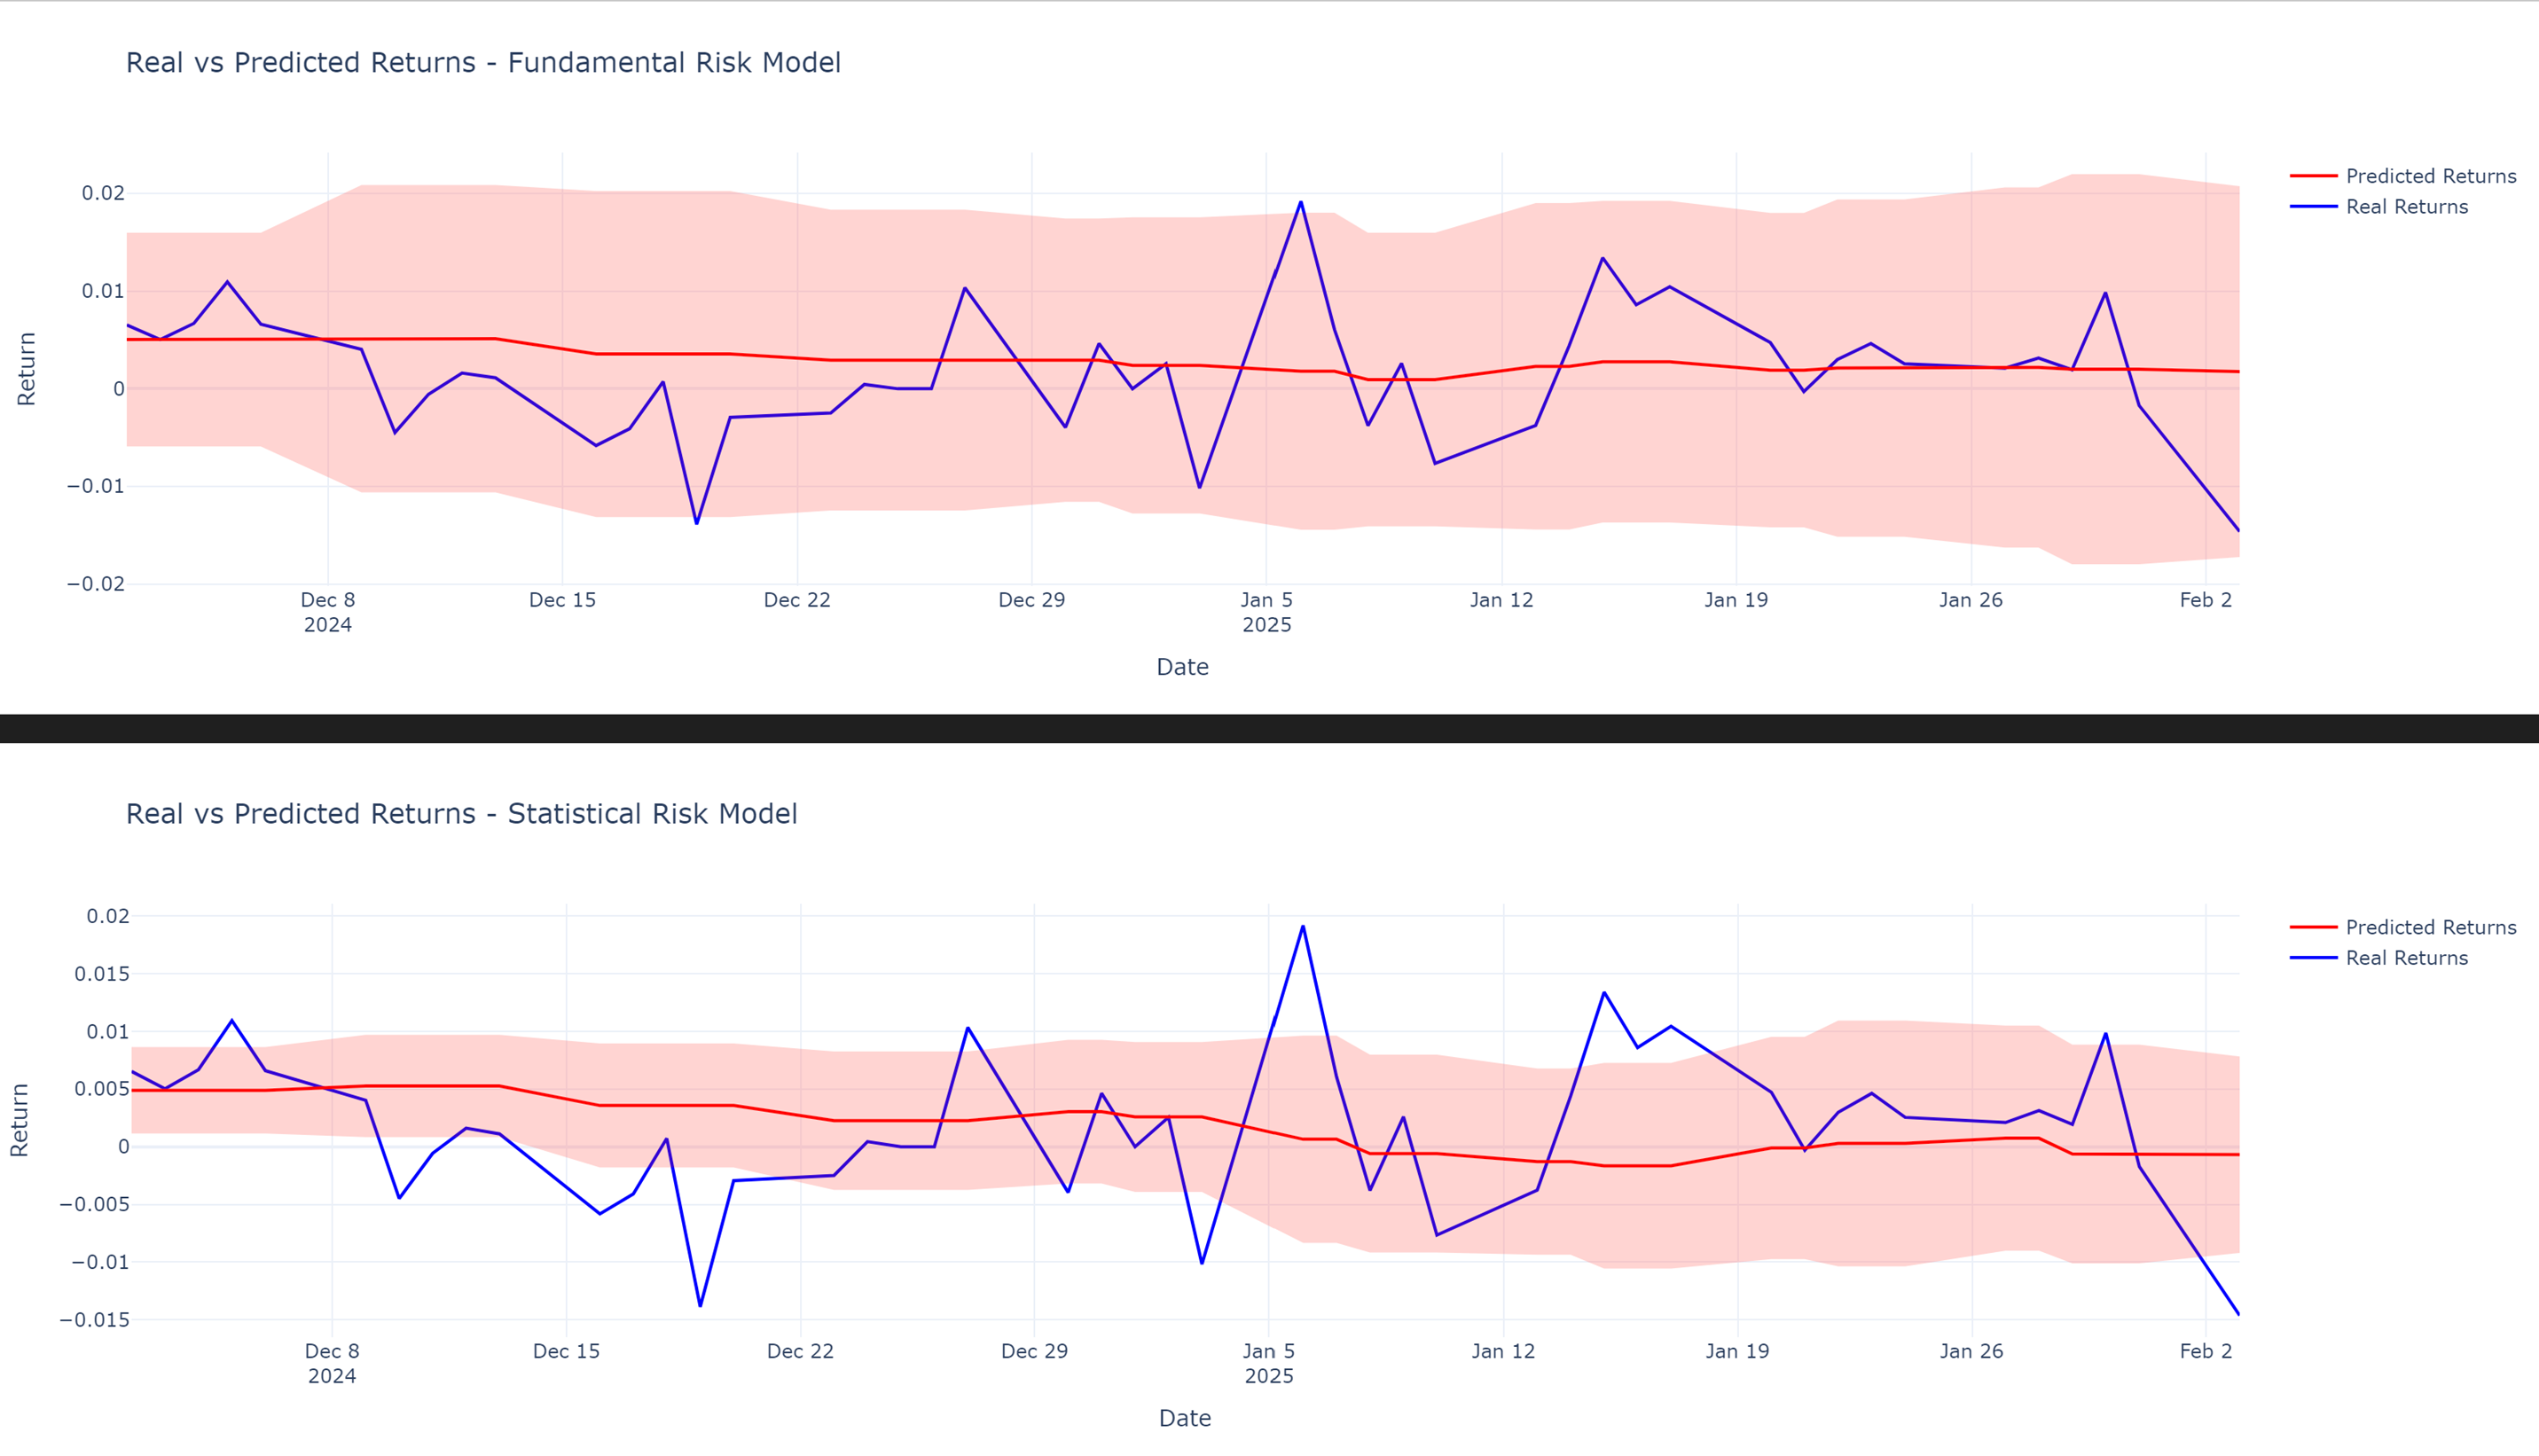 Real vs Predicted Returns - Fundamental Risk Model
Predicted Returns
Real Returns
0.02
0.01
0
−0.01
−0.02
Return
Dec 8
2024
Dec 15
Dec 22
Dec 29
Jan 5
2025
Jan 12
Jan 19
Jan 26
Feb 2
Date
Real vs Predicted Returns - Statistical Risk Model
Predicted Returns
Real Returns
0.02
0.015
0.01
0.005
0
−0.005
−0.01
−0.015
Return
Dec 8
2024
Dec 15
Dec 22
Dec 29
Jan 5
2025
Jan 12
Jan 19
Jan 26
Feb 2
Date